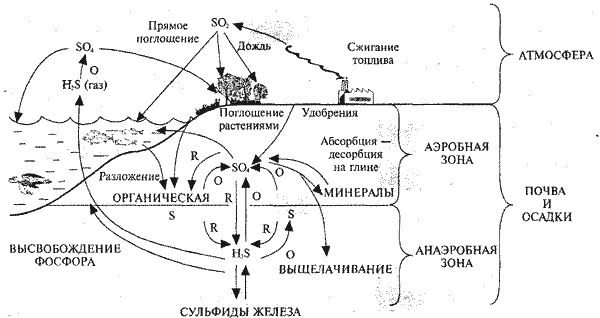 SO₂
Прямое
поглощение
SO₄
Дождь
Сжигание
топлива
АТМОСФЕРА
O
H₂S (газ)
Поглощение
растениями
Удобрения
Абсорбция —
десорбция
на глине
АЭРОБНАЯ
ЗОНА
R
SO₄
Разложение
O
O
ОРГАНИЧЕСКАЯ
S
R
O
МИНЕРАЛЫ
ПОЧВА
И
ОСАДКИ
S
R
R
ВЫСВОБОЖДЕНИЕ
ФОСФОРА
H₂S
O
ВЫЩЕЛАЧИВАНИЕ
АНАЭРОБНАЯ
ЗОНА
СУЛЬФИДЫ ЖЕЛЕЗА